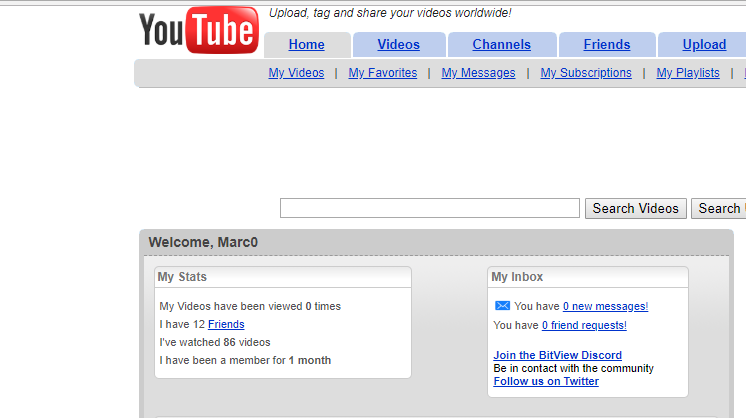 YouTube
Upload, tag and share your videos worldwide!
Home Videos Channels Friends Upload
My Videos | My Favorites | My Messages | My Subscriptions | My Playlists |
Search Videos Search
Welcome, Marc0
My Stats
My Videos have been viewed 0 times
I have 12 Friends
I've watched 86 videos
I have been a member for 1 month
My Inbox
You have 0 new messages!
You have 0 friend requests!
Join the BitView Discord
Be in contact with the community
Follow us on Twitter